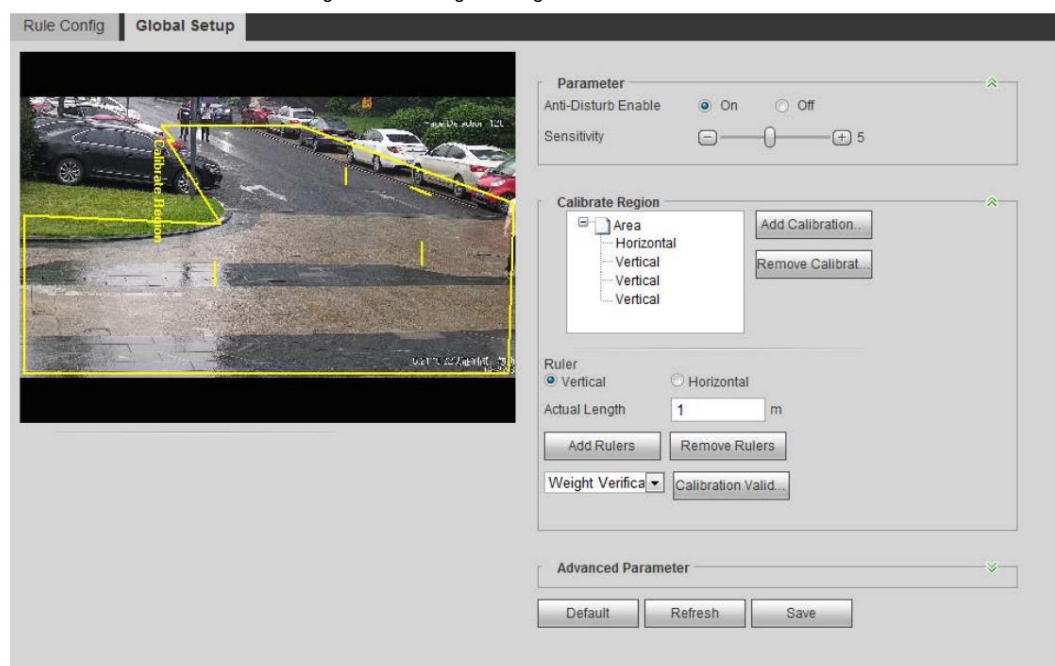 Rule Config Global Setup
Calibrate Region
Parameter
Anti-Disturb Enable On Off
Sensitivity 5
Calibrate Region
Area
Horizontal
Vertical
Vertical
Vertical
Add Calibration..
Remove Calibrat...
Ruler
Vertical Horizontal
Actual Length 1 m
Add Rulers Remove Rulers
Weight Verifica Calibration Valid...
Advanced Parameter
Default Refresh Save